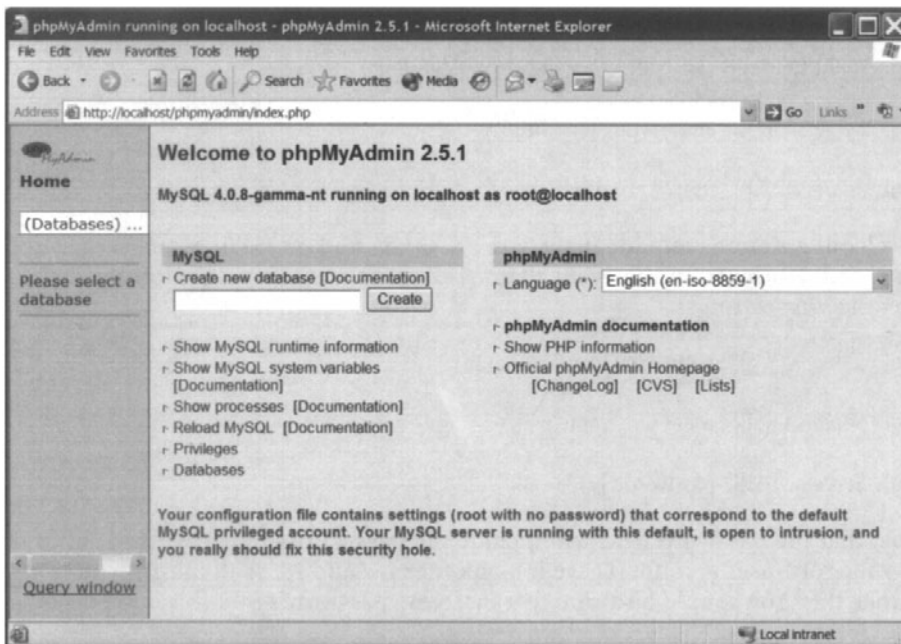 phpMyAdmin running on localhost - phpMyAdmin 2.5.1 - Microsoft Internet Explorer
File Edit View Favorites Tools Help
Back Search Favorites Media
Address http://localhost/phpmyadmin/index.php Go Links »
phpMyAdmin
Home
(Databases) ...
Please select a
database
Query window
Welcome to phpMyAdmin 2.5.1
MySQL 4.0.8-gamma-nt running on localhost as root@localhost
MySQL
Create new database [Documentation]
Create
Show MySQL runtime information
Show MySQL system variables
[Documentation]
Show processes [Documentation]
Reload MySQL [Documentation]
Privileges
Databases
phpMyAdmin
Language (*): English (en-iso-8859-1)
phpMyAdmin documentation
Show PHP information
Official phpMyAdmin Homepage
[ChangeLog] [CVS] [Lists]
Your configuration file contains settings (root with no password) that correspond to the default
MySQL privileged account. Your MySQL server is running with this default, is open to intrusion, and
you really should fix this security hole.
Local intranet